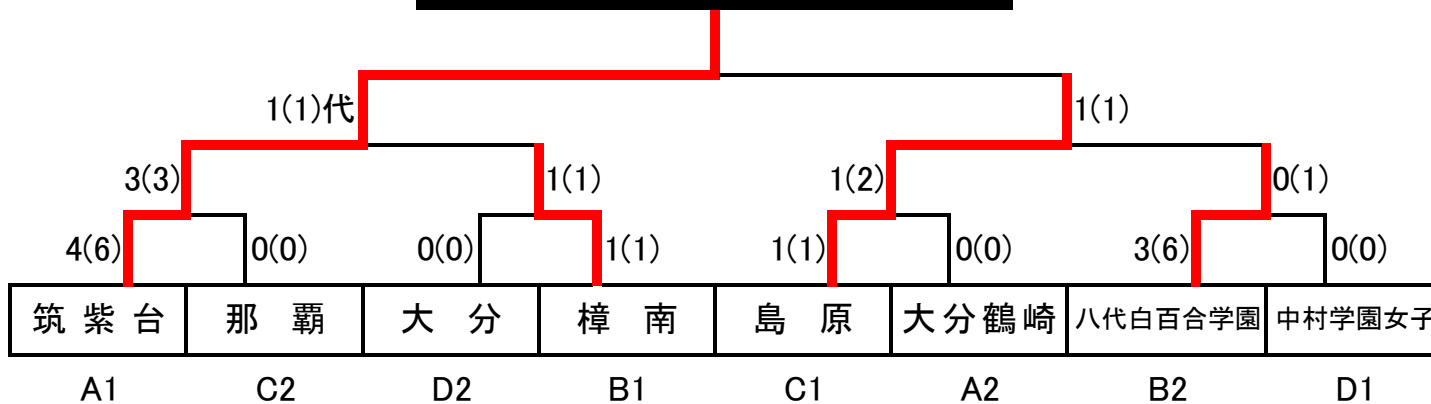 1(1)代 1(1)
3(3) 1(1) 1(2) 0(1)
4(6) 0(0) 0(0) 1(1) 1(1) 0(0) 3(6) 0(0)
筑紫台 那覇 大分 樟南 島原 大分鶴崎 八代白百合学園 中村学園女子
A1 C2 D2 B1 C1 A2 B2 D1